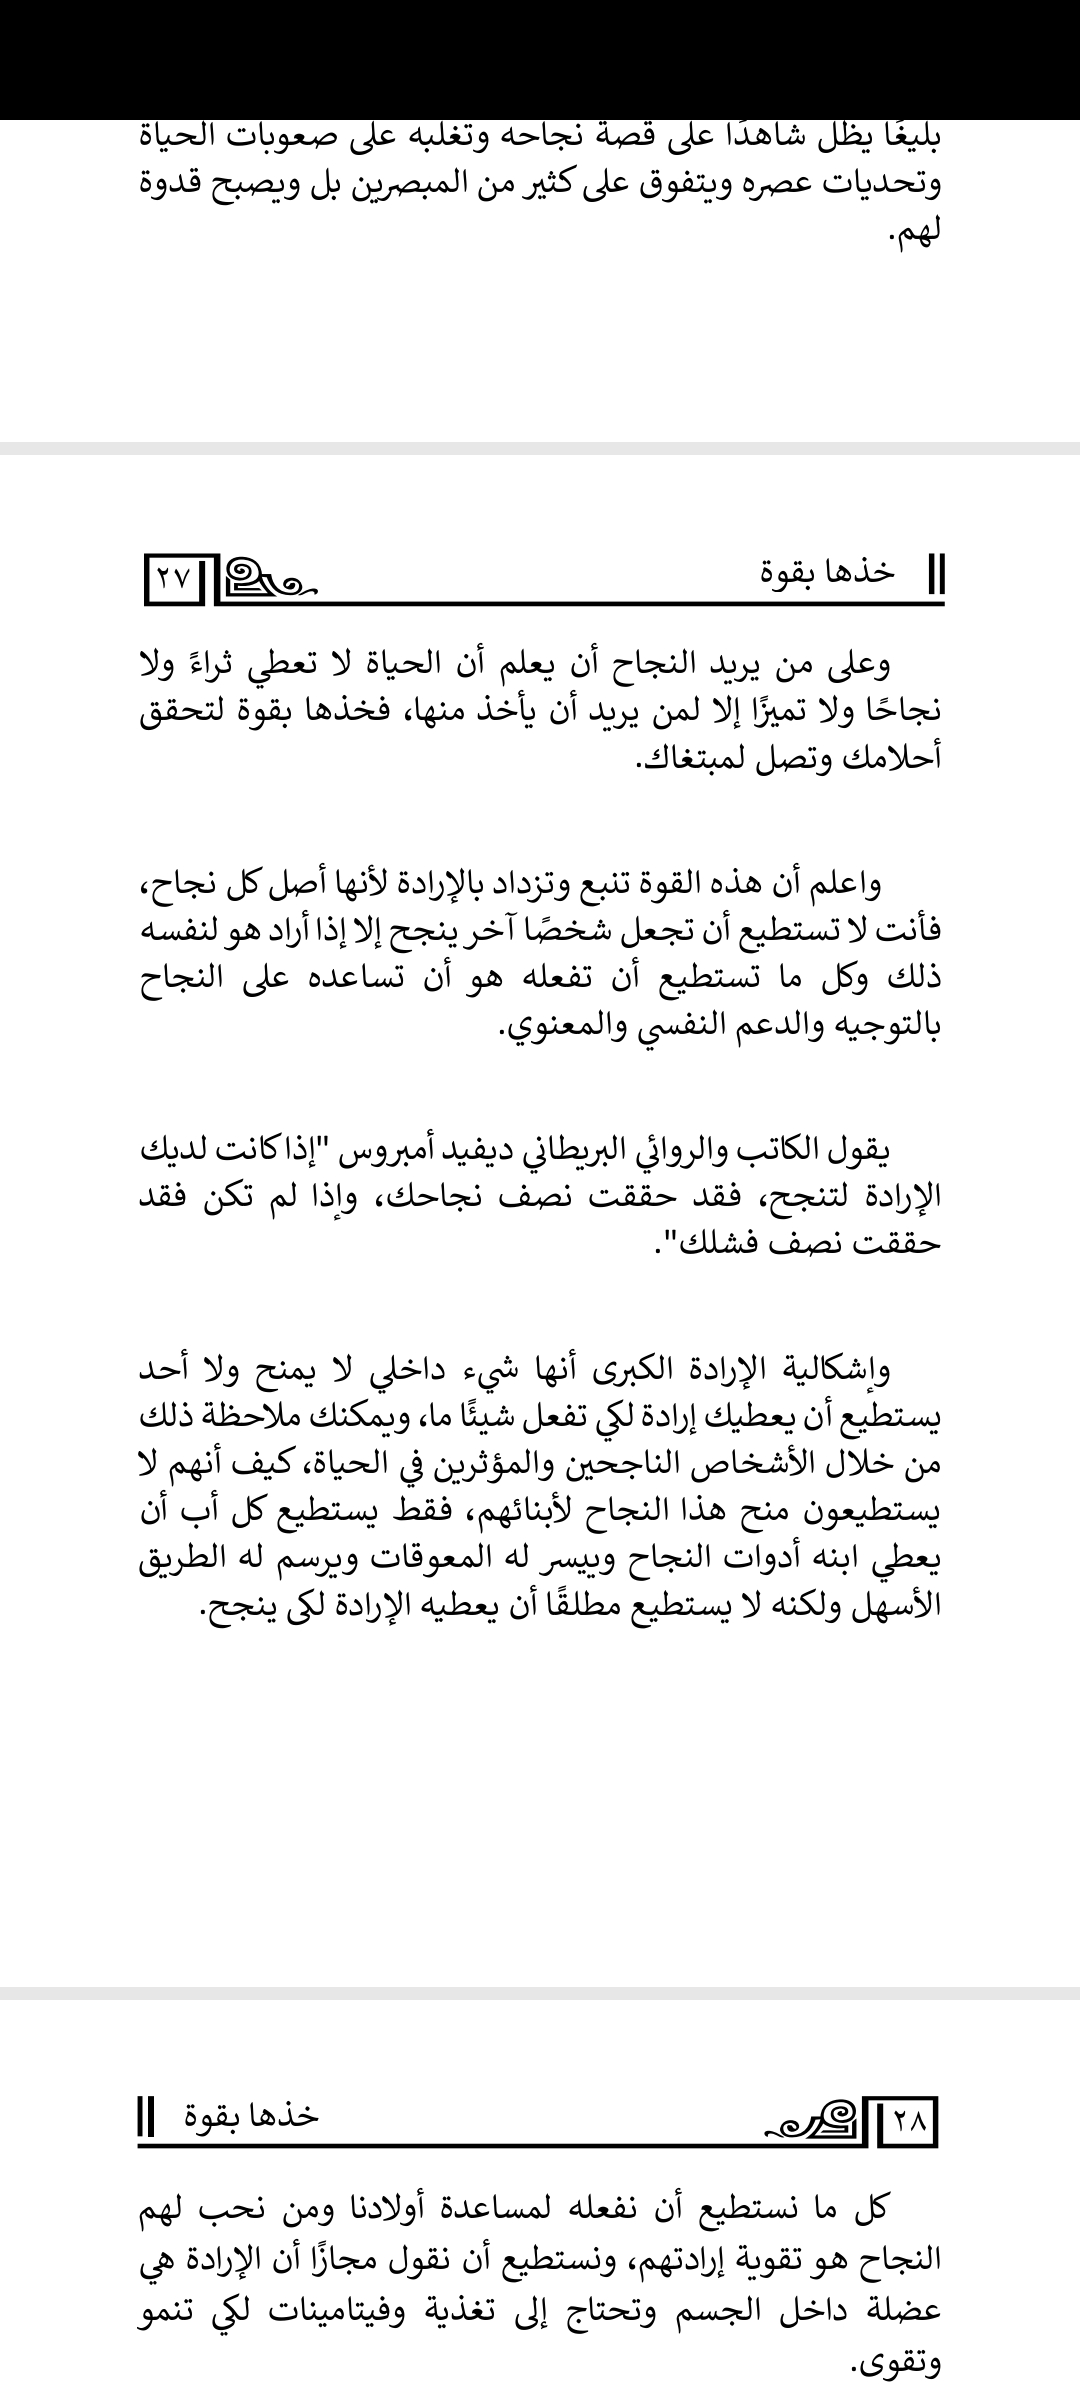 بليغًا يظل شاهدًا على قصة نجاحه وتغلبه على صعوبات الحياة
وتحديات عصره ويتفوق على كثير من المبصرين بل ويصبح قدوة
لهم.
خذها بقوة
٢٧
وعلى من يريد النجاح أن يعلم أن الحياة لا تعطي ثراءً ولا
نجاحًا ولا تميزًا إلا لمن يريد أن يأخذ منها، فخذها بقوة لتحقق
أحلامك وتصل لمبتغاك.
واعلم أن هذه القوة تنبع وتزداد بالإرادة لأنها أصل كل نجاح،
فأنت لا تستطيع أن تجعل شخصًا آخر ينجح إلا إذا أراد هو لنفسه
ذلك وكل ما تستطيع أن تفعله هو أن تساعده على النجاح
بالتوجيه والدعم النفسي والمعنوي.
يقول الكاتب والروائي البريطاني ديفيد أمبروس "إذا كانت لديك
الإرادة لتنجح، فقد حققت نصف نجاحك، وإذا لم تكن فقد
حققت نصف فشلك".
وإشكالية الإرادة الكبرى أنها شيء داخلي لا يمنح ولا أحد
يستطيع أن يعطيك إرادة لكي تفعل شيئًا ما، ويمكنك ملاحظة ذلك
من خلال الأشخاص الناجحين والمؤثرين في الحياة، كيف أنهم لا
يستطيعون منح هذا النجاح لأبنائهم، فقط يستطيع كل أب أن
يعطي ابنه أدوات النجاح وييسر له المعوقات ويرسم له الطريق
الأسهل ولكنه لا يستطيع مطلقًا أن يعطيه الإرادة لكى ينجح.
٢٨
خذها بقوة
كل ما نستطيع أن نفعله لمساعدة أولادنا ومن نحب لهم
النجاح هو تقوية إرادتهم، ونستطيع أن نقول مجازًا أن الإرادة هي
عضلة داخل الجسم وتحتاج إلى تغذية وفيتامينات لكي تنمو
وتقوى.